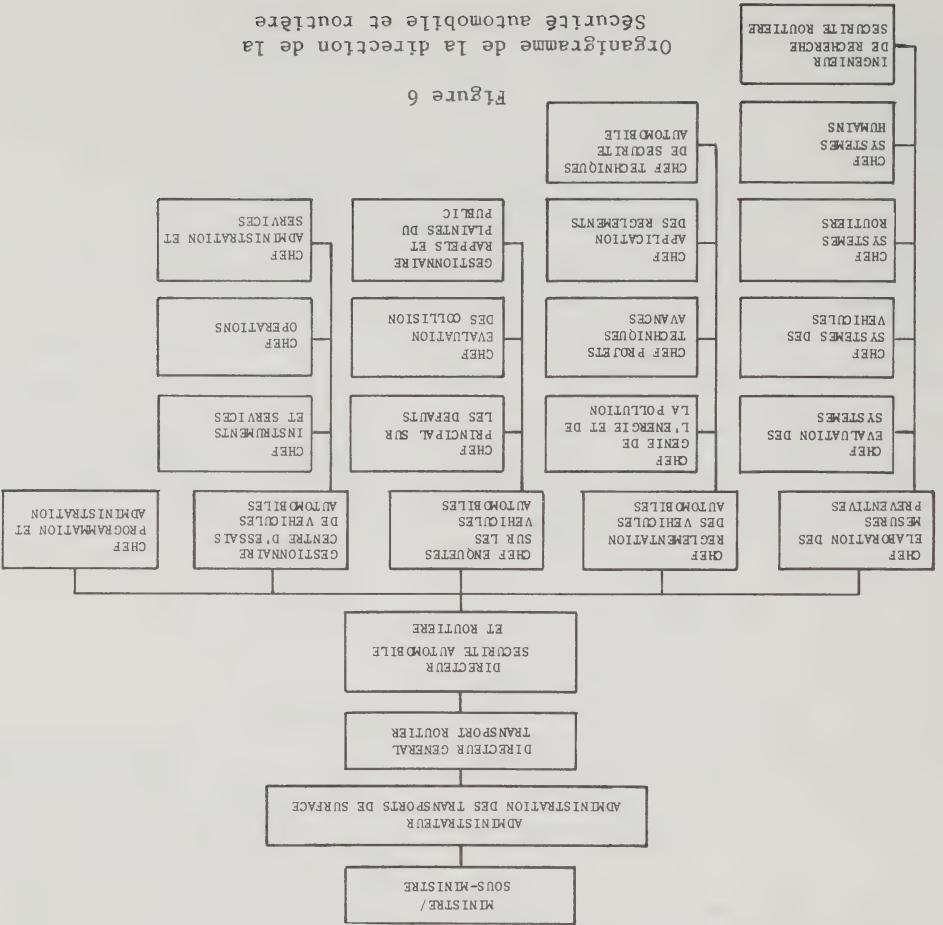 MINISTRE/
SOUS-MINISTRE
ADMINISTRATEUR
ADMINISTRATION DES TRANSPORTS DE SURFACE
DIRECTEUR GENERAL
TRANSPORT ROUTIER
DIRECTEUR
SECURITE AUTOMOBILE
ET ROUTIERE
CHEF
ELABORATION DES
MESURES
PREVENTIVES
CHEF
REGLEMENTATION
DES VEHICULES
AUTOMOBILES
CHEF ENQUETES
SUR LES
VEHICULES
AUTOMOBILES
GESTIONNAIRE
CENTRE D'ESSAIS
DE VEHICULES
AUTOMOBILES
CHEF
PROGRAMMATION ET
ADMINISTRATION
CHEF
EVALUATION DES
SYSTEMES
CHEF
SYSTEMES DES
VEHICULES
CHEF
SYSTEMES
ROUTIERS
CHEF
SYSTEMES
HUMAINS
INGENIEUR
DE RECHERCHE
SECURITE ROUTIERE
CHEF
GENIE DE
L'ENERGIE ET DE
LA POLLUTION
CHEF PROJETS
TECHNIQUES
AVANCES
CHEF
APPLICATION
DES REGLEMENTS
CHEF TECHNIQUES
DE SECURITE
AUTOMOBILE
CHEF
PRINCIPAL SUR
LES DEFAUTS
CHEF
EVALUATION
DES COLLISION
GESTIONNAIRE
RAPPELS ET
PLAINTES DU
PUBLIC
CHEF
INSTRUMENTS
ET SERVICES
CHEF
OPERATIONS
CHEF
ADMINISTRATION ET
SERVICES
Figure 6
Organigramme de la direction de la
Sécurité automobile et routière